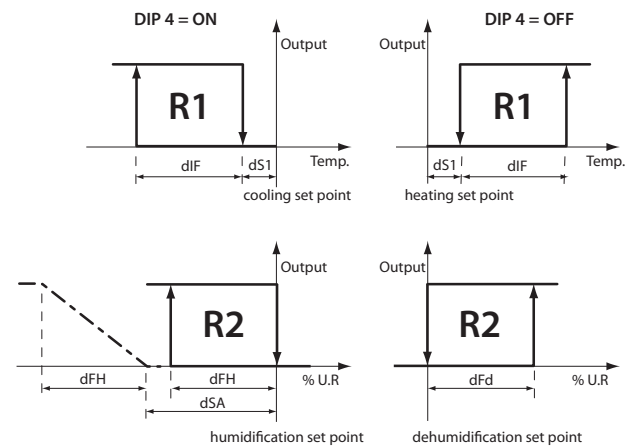 DIP 4 = ON
DIP 4 = OFF
Output
Output
R1
R1
Temp.
Temp.
dIF
dS1
dS1
dIF
cooling set point
heating set point
Output
Output
R2
R2
% U.R
% U.R
dFH
dFH
dFd
dSA
humidification set point
dehumidification set point